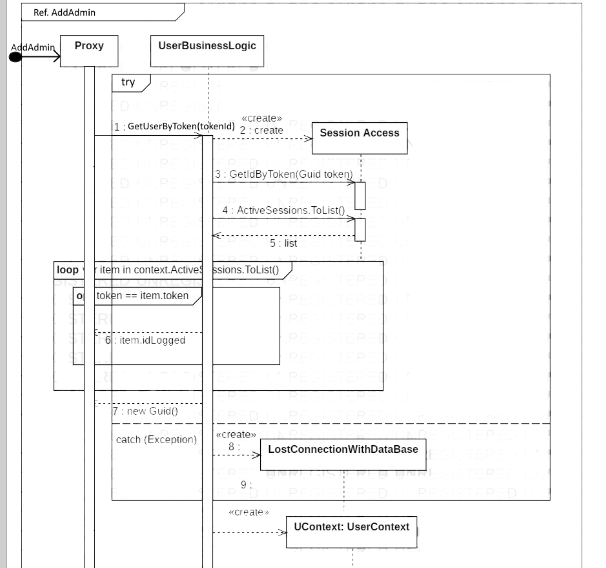 Ref. AddAdmin
AddAdmin
Proxy
UserBusinessLogic
try
1 : GetUserByToken(tokenId)
«create»
2 : create
Session Access
3 : GetIdByToken(Guid token)
4 : ActiveSessions.ToList()
5 : list
loop item in context.ActiveSessions.ToList()
token == item.token
6 : item.idLogged
7 : new Guid()
catch (Exception)
«create»
8 :
LostConnectionWithDataBase
9 :
«create»
UContext: UserContext